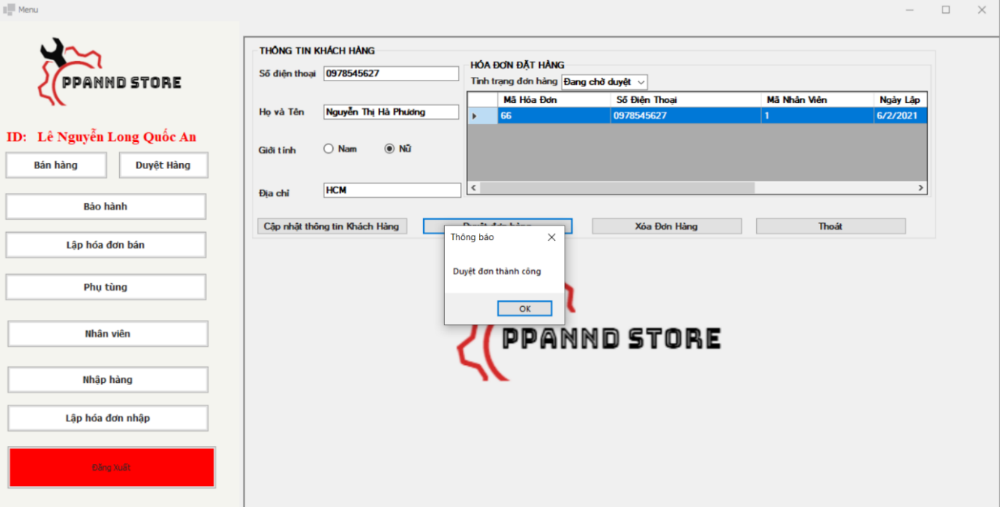 Menu
PPANND STORE
ID: Lê Nguyễn Long Quốc An
Bán hàng
Duyệt Hàng
Bảo hành
Lập hóa đơn bán
Phụ tùng
Nhân viên
Nhập hàng
Lập hóa đơn nhập
Đăng Xuất
THÔNG TIN KHÁCH HÀNG
Số điện thoại 0978545627
Họ và Tên Nguyễn Thị Hà Phương
Giới tính Nam Nữ
Địa chỉ HCM
HÓA ĐƠN ĐẶT HÀNG
Tình trạng đơn hàng Đang chờ duyệt
Mã Hóa Đơn Số Điện Thoại Mã Nhân Viên Ngày Lập
66 0978545627 1 6/2/2021
Cập nhật thông tin Khách Hàng
Duyệt đơn hàng
Xóa Đơn Hàng
Thoát
Thông báo
Duyệt đơn thành công
OK
PPANND STORE